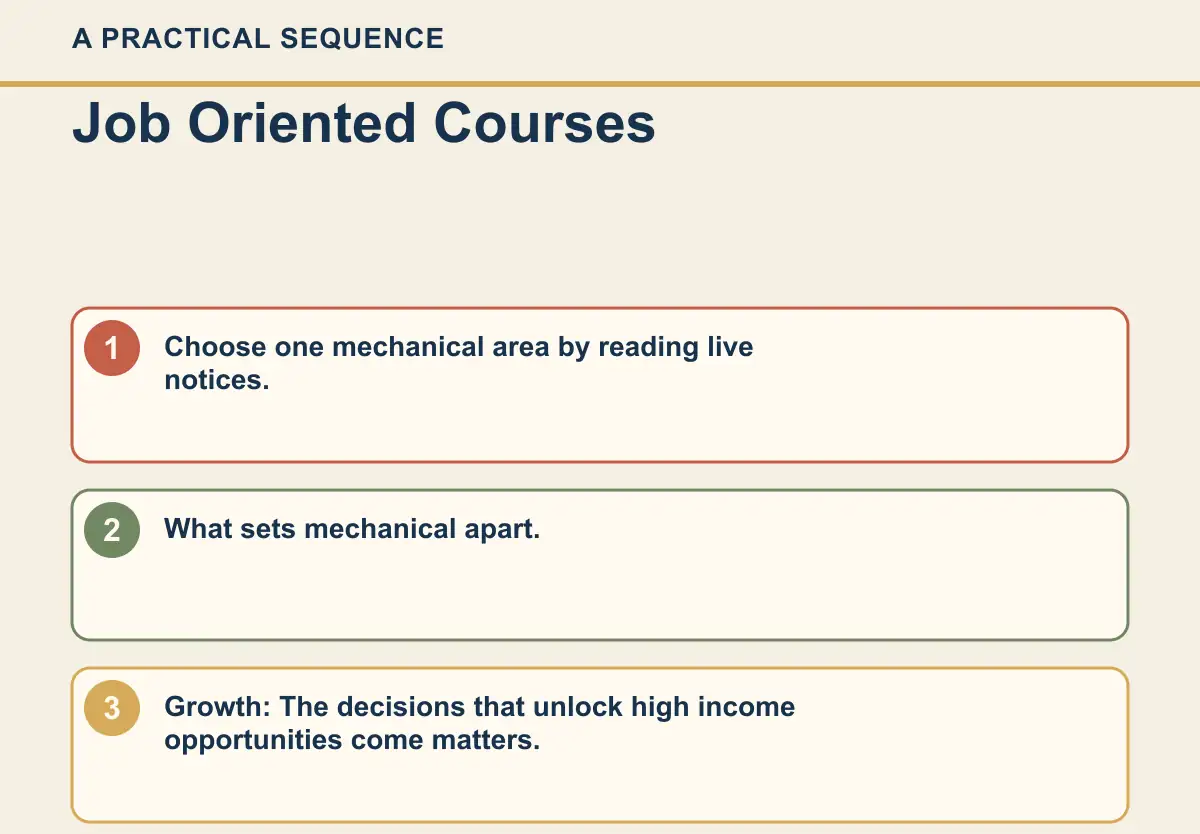 A PRACTICAL SEQUENCE
Job Oriented Courses
1
Choose one mechanical area by reading live
notices.
2
What sets mechanical apart.
3
Growth: The decisions that unlock high income
opportunities come matters.